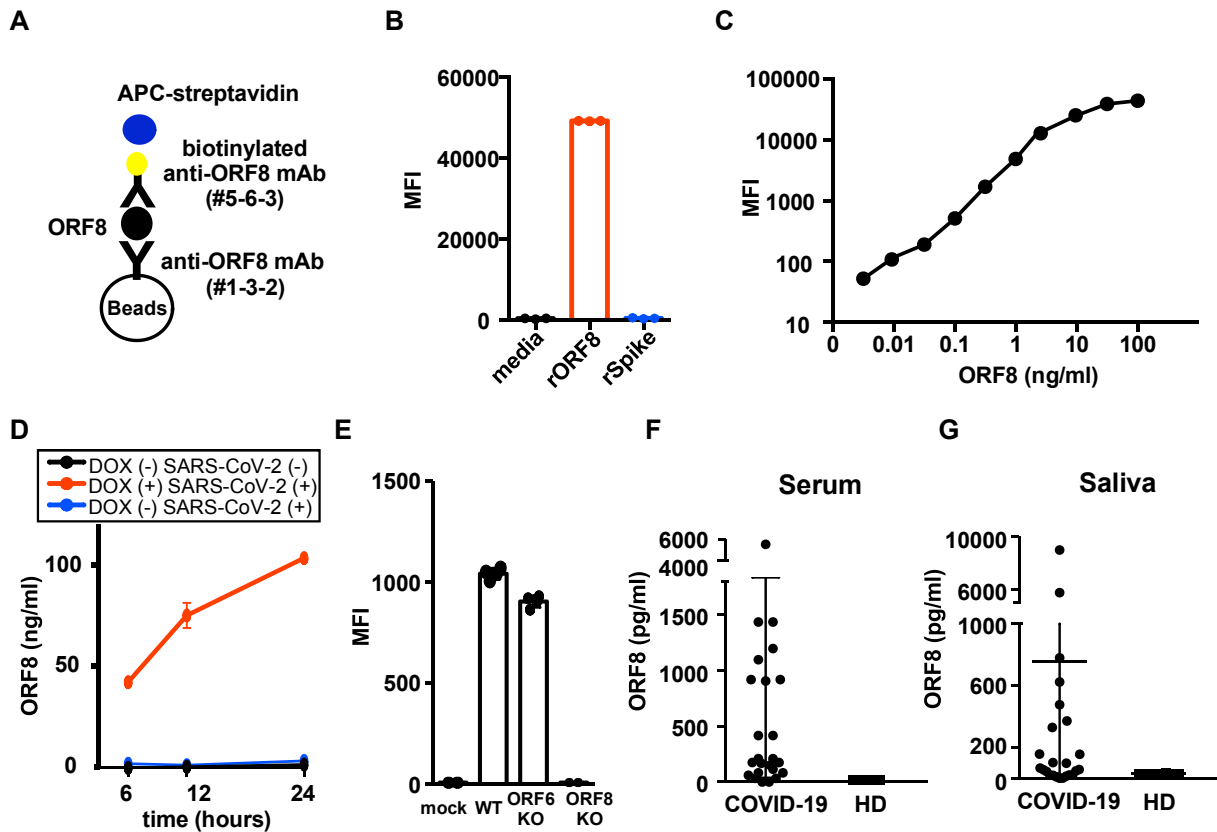 A
APC-streptavidin
biotinylated
anti-ORF8 mAb
(#5-6-3)
ORF8
anti-ORF8 mAb
(#1-3-2)
Beads
B
60000
40000
20000
0
MFI
media
rORF8
rSpike
C
100000
10000
1000
100
10
MFI
0
0.01
0.1
1
10
100
ORF8 (ng/ml)
D
DOX (-) SARS-CoV-2 (-)
DOX (+) SARS-CoV-2 (+)
DOX (-) SARS-CoV-2 (+)
100
50
0
ORF8 (ng/ml)
6
12
24
time (hours)
E
1500
1000
500
0
MFI
mock
WT
ORF6
KO
ORF8
KO
F
Serum
6000
4000
1500
1000
500
0
ORF8 (pg/ml)
COVID-19
HD
G
Saliva
10000
6000
1000
600
200
0
ORF8 (pg/ml)
COVID-19
HD